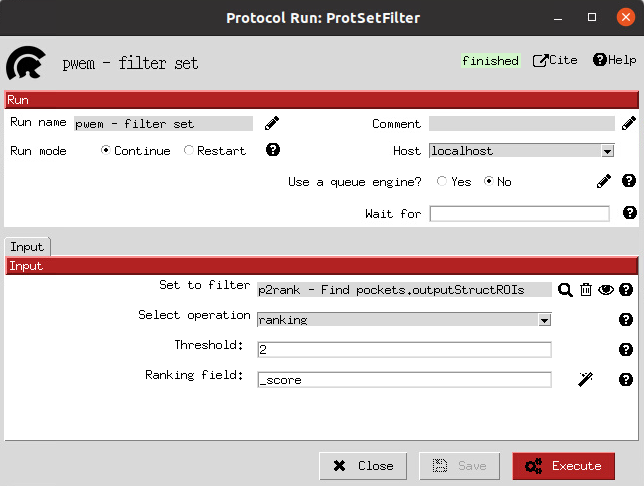 Protocol Run: ProtSetFilter
pwem - filter set
finished
Cite
Help
Run
Run name pwem - filter set
Comment
Run mode Continue Restart
Host localhost
Use a queue engine? Yes No
Wait for
Input
Input
Set to filter p2rank - Find pockets.outputStructROIs
Select operation ranking
Threshold: 2
Ranking field: _score
Close
Save
Execute